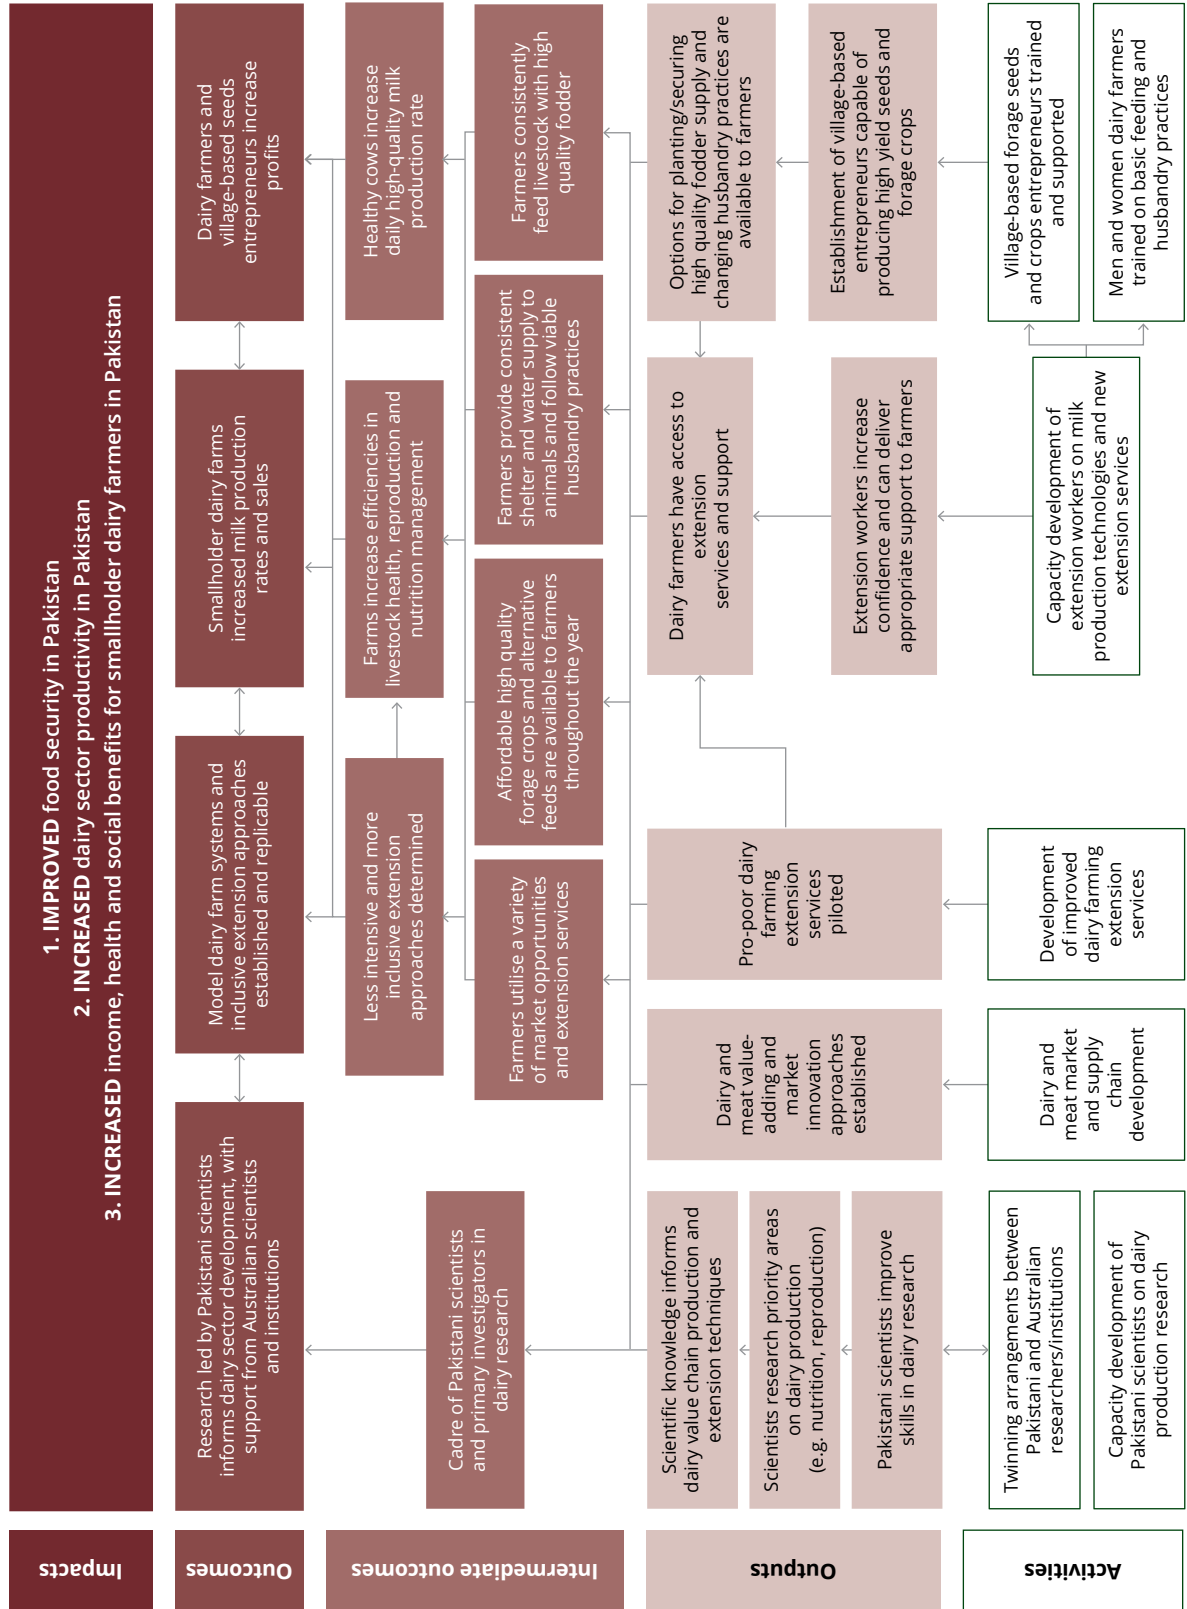 Impacts
1. IMPROVED food security in Pakistan
2. INCREASED dairy sector productivity in Pakistan
3. INCREASED income, health and social benefits for smallholder dairy farmers in Pakistan
Outcomes
Research led by Pakistani scientists
informs dairy sector development, with
support from Australian scientists
and institutions
Model dairy farm systems and
inclusive extension approaches
established and replicable
Smallholder dairy farms
increased milk production
rates and sales
Dairy farmers and
village-based seeds
entrepreneurs increase
profits
Intermediate outcomes
Cadre of Pakistani scientists
and primary investigators in
dairy research
Less intensive and more
inclusive extension
approaches determined
Farms increase efficiencies in
livestock health, reproduction and
nutrition management
Healthy cows increase
daily high-quality milk
production rate
Farmers utilise a variety
of market opportunities
and extension services
Affordable high quality
forage crops and alternative
feeds are available to farmers
throughout the year
Farmers provide consistent
shelter and water supply to
animals and follow viable
husbandry practices
Farmers consistently
feed livestock with high
quality fodder
Outputs
Scientific knowledge informs
dairy value chain production and
extension techniques
Scientists research priority areas
on dairy production
(e.g. nutrition, reproduction)
Pakistani scientists improve
skills in dairy research
Dairy and
meat value-
adding and
market
innovation
approaches
established
Pro-poor dairy
farming
extension
services
piloted
Dairy farmers have access to
extension
services and support
Extension workers increase
confidence and can deliver
appropriate support to farmers
Options for planting/securing
high quality fodder supply and
changing husbandry practices are
available to farmers
Establishment of village-based
entrepreneurs capable of
producing high yield seeds and
forage crops
Activities
Twinning arrangements between
Pakistani and Australian
researchers/institutions
Capacity development of
Pakistani scientists on dairy
production research
Dairy and
meat market
and supply
chain
development
Development
of improved
dairy farming
extension
services
Capacity development of
extension workers on milk
production technologies and new
extension services
Village-based forage seeds
and crops entrepreneurs trained
and supported
Men and women dairy farmers
trained on basic feeding and
husbandry practices